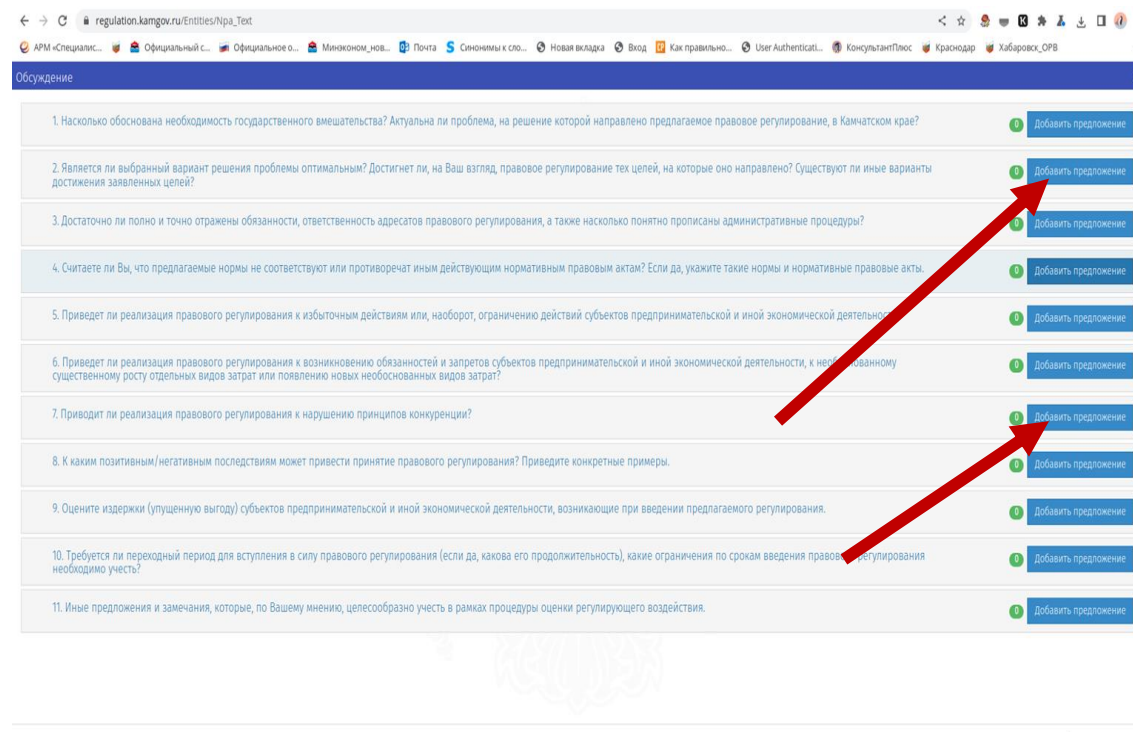 regulation.kamgov.ru/Entities/Npa_Text
АРМ «Специалис... Официальный с... Официальное о... Минэконом_нов... Почта Синонимы к сло... Новая вкладка Вход Как правильно... User Authenticati... КонсультантПлюс Краснодар Хабаровск_ОРВ
Обсуждение
1. Насколько обоснована необходимость государственного вмешательства? Актуальна ли проблема, на решение которой направлено предлагаемое правовое регулирование, в Камчатском крае? 0 Добавить предложение
2. Является ли выбранный вариант решения проблемы оптимальным? Достигнет ли, на Ваш взгляд, правовое регулирование тех целей, на которые оно направлено? Существуют ли иные варианты
достижения заявленных целей? 0 Добавить предложение
3. Достаточно ли полно и точно отражены обязанности, ответственность адресатов правового регулирования, а также насколько понятно прописаны административные процедуры? 0 Добавить предложение
4. Считаете ли Вы, что предлагаемые нормы не соответствуют или противоречат иным действующим нормативным правовым актам? Если да, укажите такие нормы и нормативные правовые акты. 0 Добавить предложение
5. Приведет ли реализация правового регулирования к избыточным действиям или, наоборот, ограничению действий субъектов предпринимательской и иной экономической 0 Добавить предложение
6. Приведет ли реализация правового регулирования к возникновению обязанностей и запретов субъектов предпринимательской и иной экономической деятельности, к
существенному росту отдельных видов затрат или появлению новых необоснованных видов затрат? 0 Добавить предложение
7. Приводит ли реализация правового регулирования к нарушению принципов конкуренции? 0 Добавить предложение
8. К каким позитивным/негативным последствиям может привести принятие правового регулирования? Приведите конкретные примеры. 0 Добавить предложение
9. Оцените издержки (упущенную выгоду) субъектов предпринимательской и иной экономической деятельности, возникающие при введении предлагаемого регулирования. 0 Добавить предложение
10. Требуется ли переходный период для вступления в силу правового регулирования (если да, какова его продолжительность), какие ограничения по срокам введения регулирования
необходимо учесть? 0 Добавить предложение
11. Иные предложения и замечания, которые, по Вашему мнению, целесообразно учесть в рамках процедуры оценки регулирующего воздействия. 0 Добавить предложение